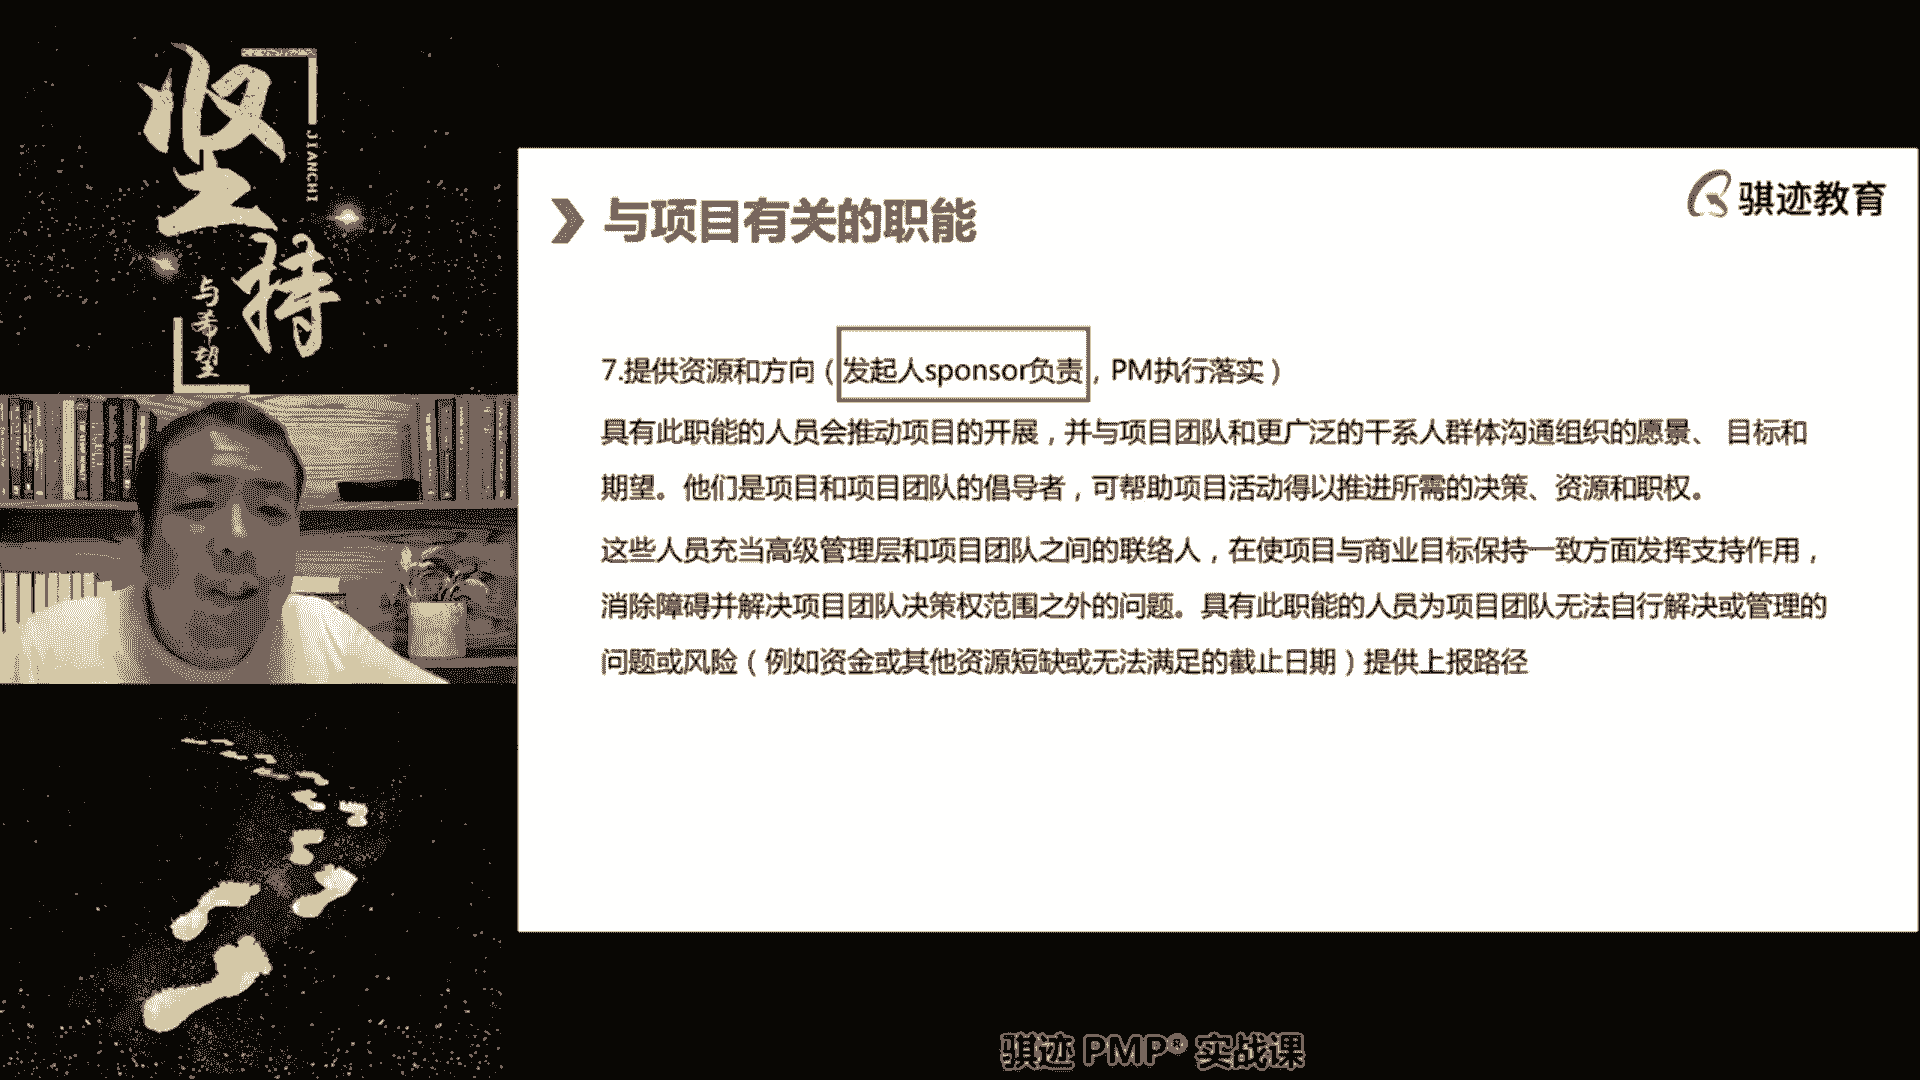 坚持
JIANCHI
与希望
骐迹教育
与项目有关的职能
7.提供资源和方向（发起人sponsor负责，PM执行落实）
具有此职能的人员会推动项目的开展，并与项目团队和更广泛的干系人群体沟通组织的愿景、 目标和
期望。他们是项目和项目团队的倡导者，可帮助项目活动得以推进所需的决策、资源和职权。
这些人员充当高级管理层和项目团队之间的联络人，在使项目与商业目标保持一致方面发挥支持作用，
消除障碍并解决项目团队决策权范围之外的问题。具有此职能的人员为项目团队无法自行解决或管理的
问题或风险（例如资金或其他资源短缺或无法满足的截止日期）提供上报路径
骐迹 PMP® 实战课